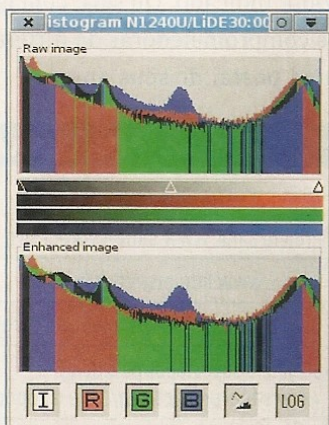 istogram N1240U/LiDE30:00
Raw image
Enhanced image
I R G B LOG